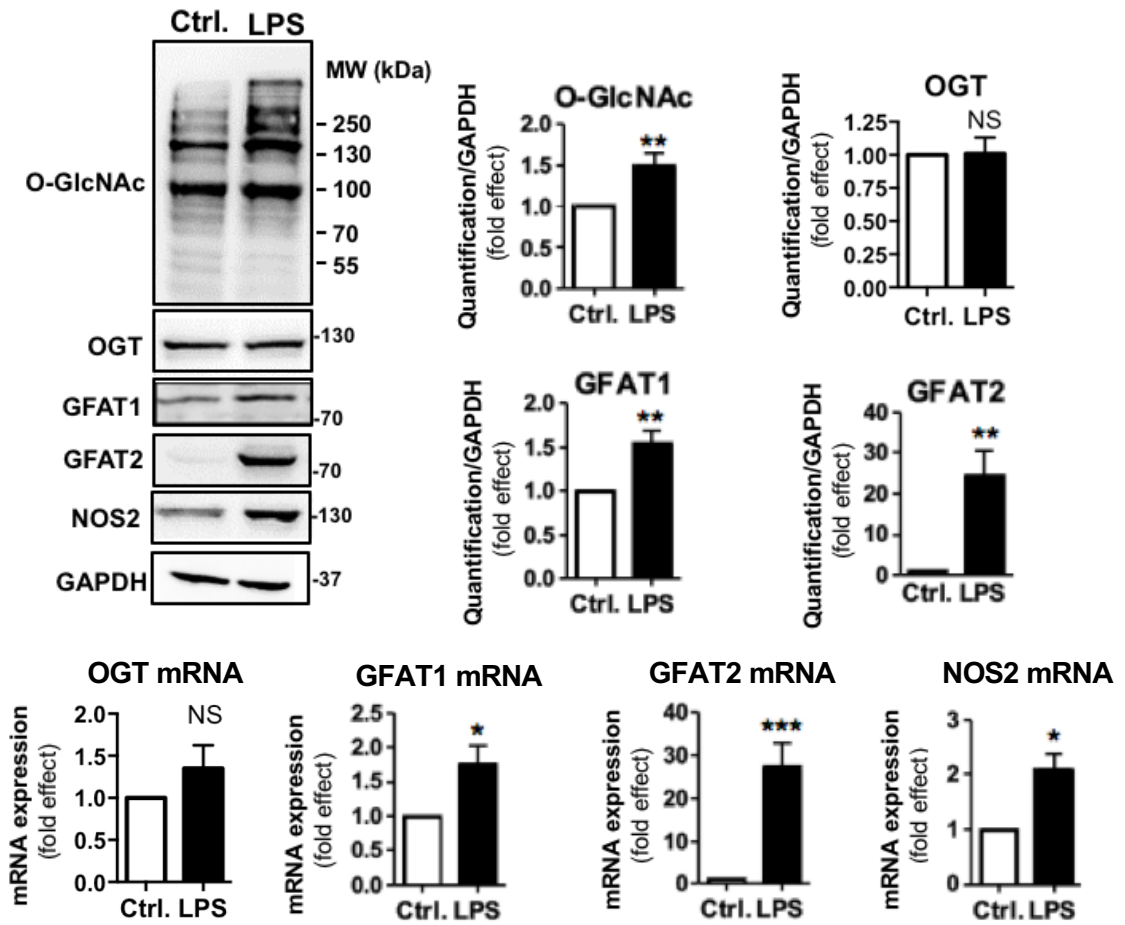 Ctrl. LPS
MW (kDa)
O-GlcNAc
- 250
- 130
- 100
- 70
- 55
OGT
-130
GFAT1
-70
GFAT2
-70
NOS2
-130
GAPDH
-37
O-GlcNAc
Quantification/GAPDH
(fold effect)
2.0
1.5
1.0
0.5
0.0
**
Ctrl. LPS
OGT
Quantification/GAPDH
(fold effect)
1.25
1.00
0.75
0.50
0.25
0.00
NS
Ctrl. LPS
GFAT1
Quantification/GAPDH
(fold effect)
2.0
1.5
1.0
0.5
0.0
**
Ctrl. LPS
GFAT2
Quantification/GAPDH
(fold effect)
40
30
20
10
0
**
Ctrl. LPS
OGT mRNA
mRNA expression
(fold effect)
2.0
1.5
1.0
0.5
0.0
NS
Ctrl. LPS
GFAT1 mRNA
mRNA expression
(fold effect)
2.5
2.0
1.5
1.0
0.5
0.0
*
Ctrl. LPS
GFAT2 mRNA
mRNA expression
(fold effect)
40
30
20
10
0
***
Ctrl. LPS
NOS2 mRNA
mRNA expression
(fold effect)
3
2
1
0
*
Ctrl. LPS